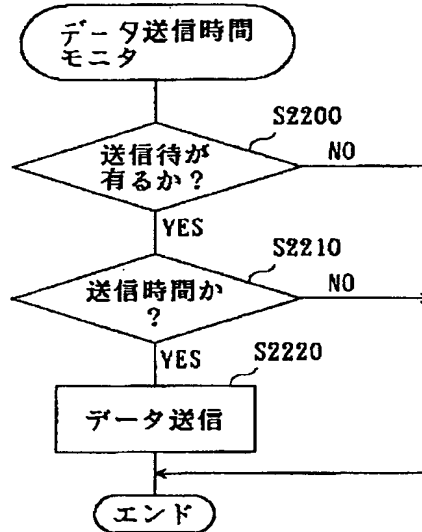 データ送信時間
モニタ
S2200
送信待が
有るか？
NO
YES
S2210
送信時間か
？
NO
YES
S2220
データ送信
エンド